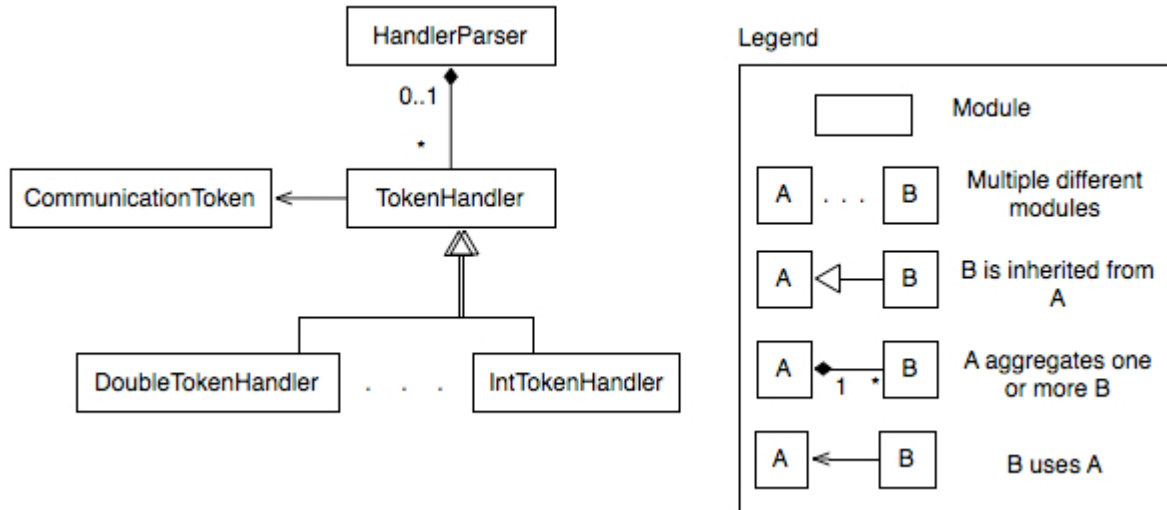 HandlerParser
0..1
*
CommunicationToken
TokenHandler
DoubleTokenHandler
. . .
IntTokenHandler
Legend
Module
A . . . B
Multiple different
modules
A B
B is inherited from
A
A B
1 *
A aggregates one
or more B
A B
B uses A